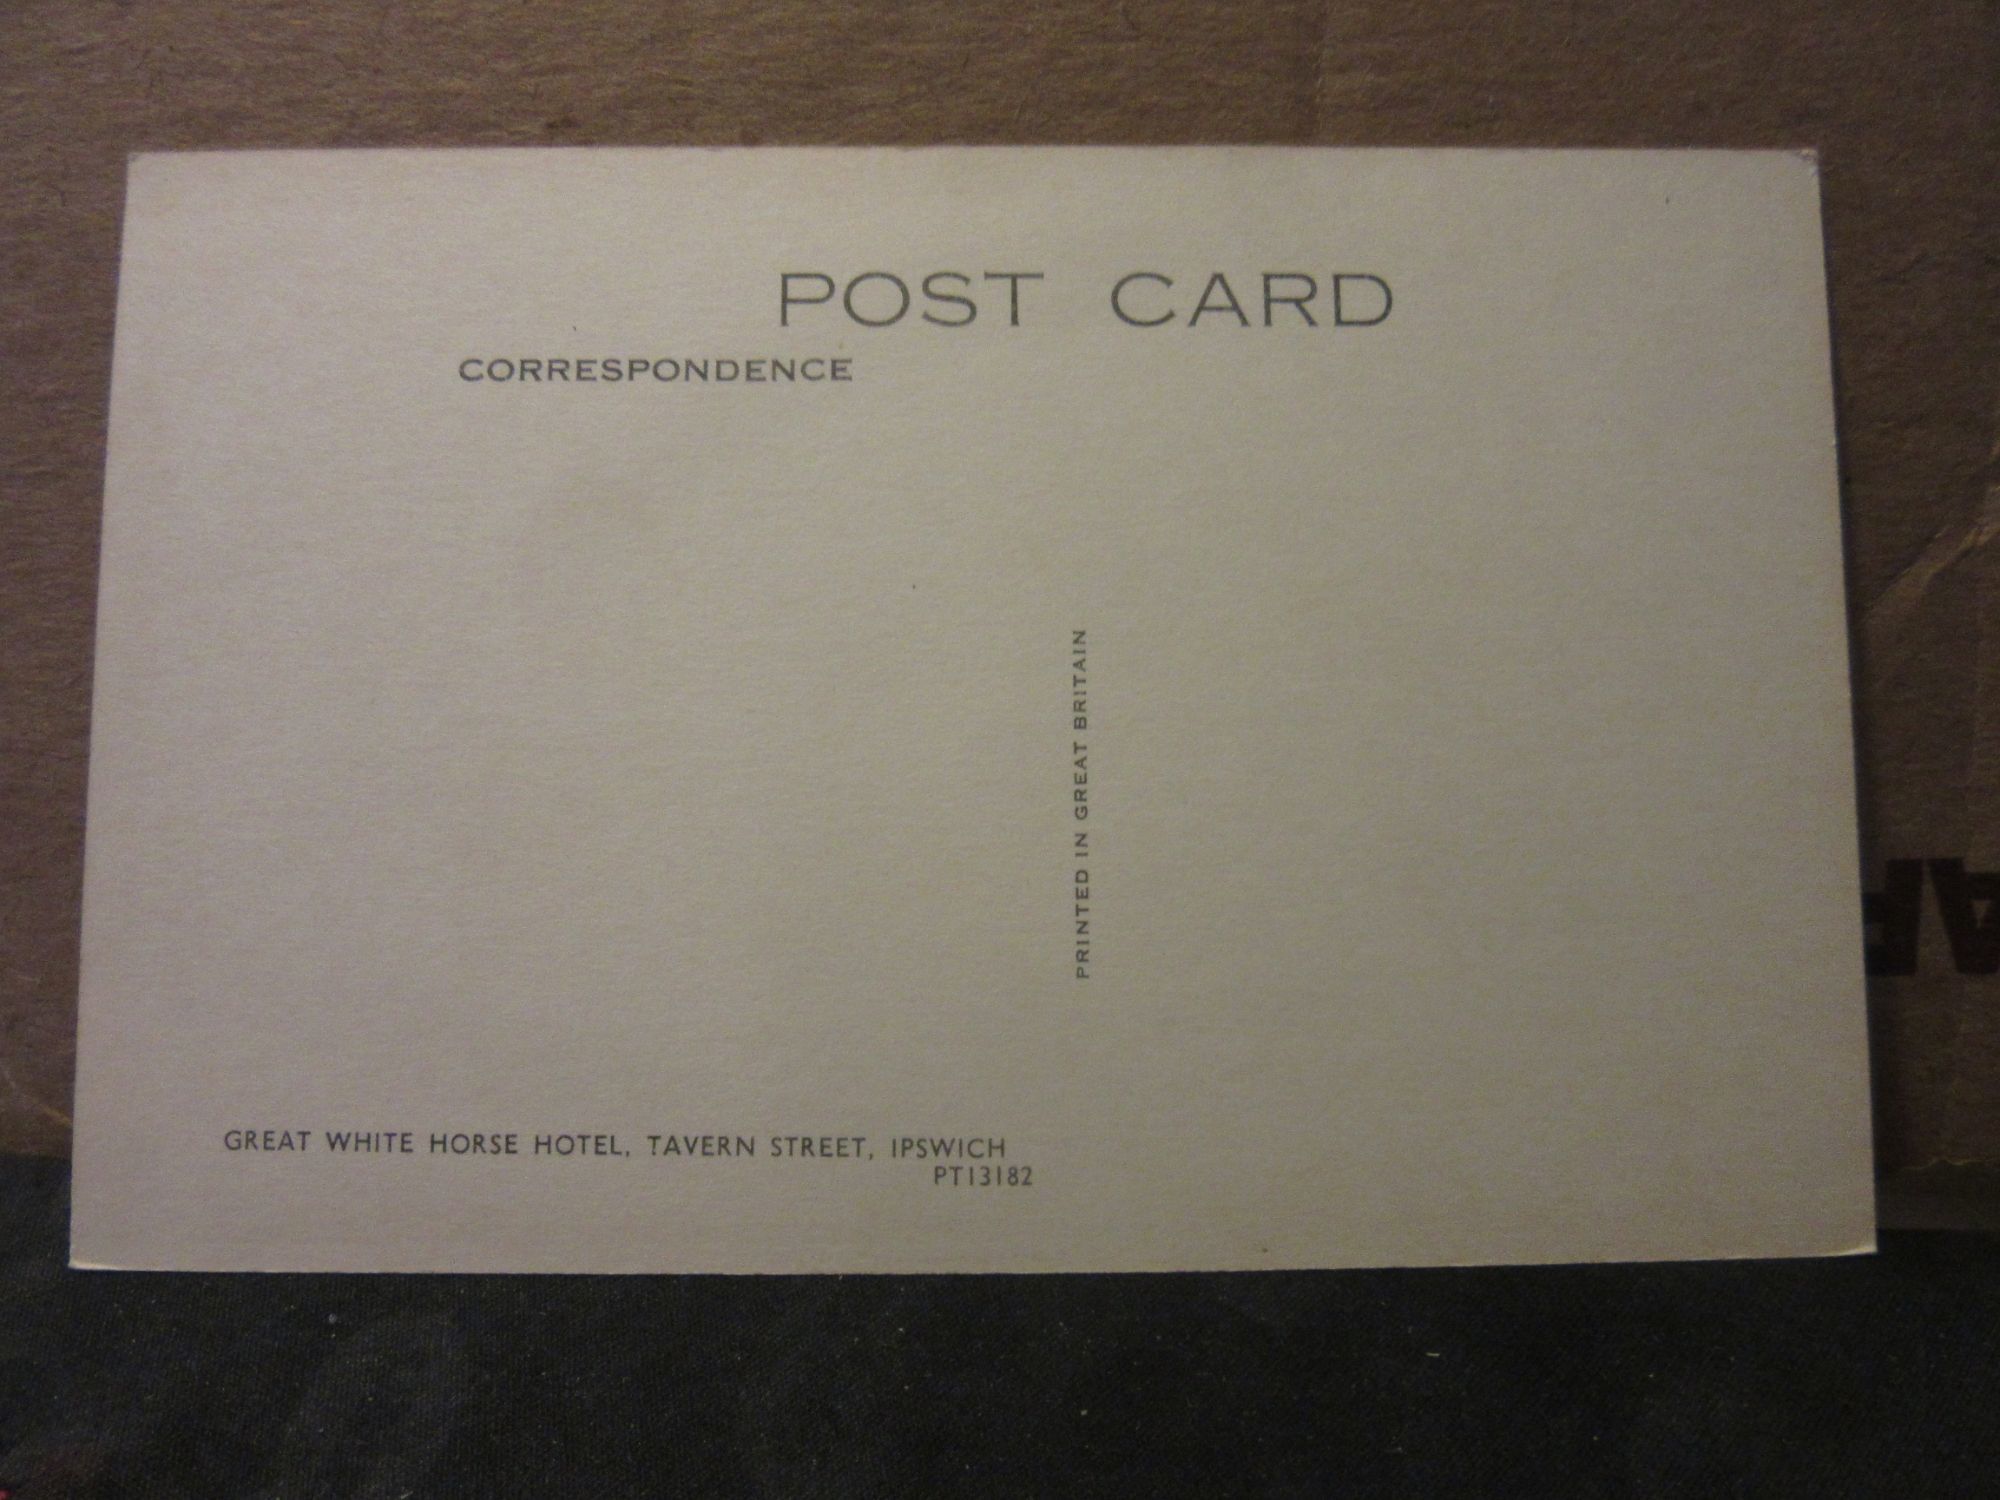 POST CARD
CORRESPONDENCE
PRINTED IN GREAT BRITAIN
GREAT WHITE HORSE HOTEL, TAVERN STREET, IPSWICH
PT13182